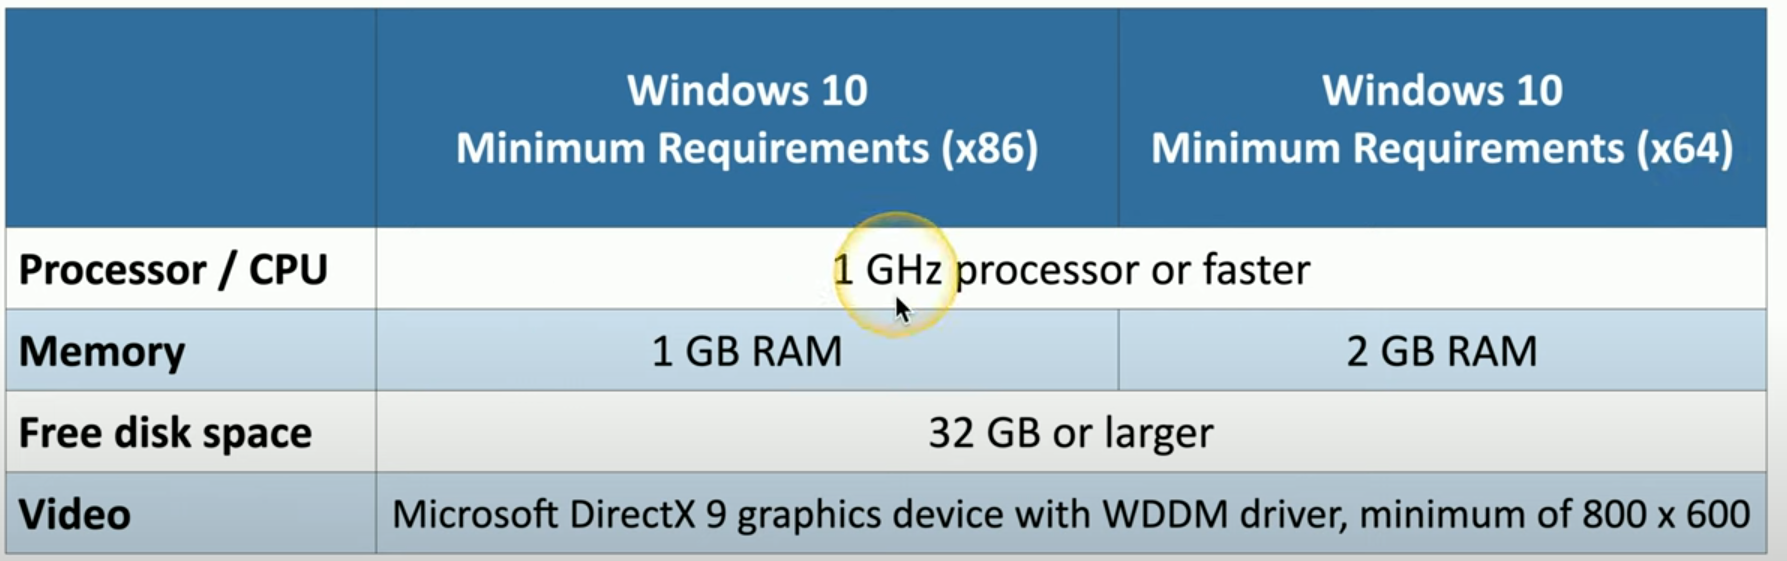 Windows 10
Minimum Requirements (x86)
Windows 10
Minimum Requirements (x64)
Processor / CPU
1 GHz processor or faster
Memory
1 GB RAM
2 GB RAM
Free disk space
32 GB or larger
Video
Microsoft DirectX 9 graphics device with WDDM driver, minimum of 800 x 600